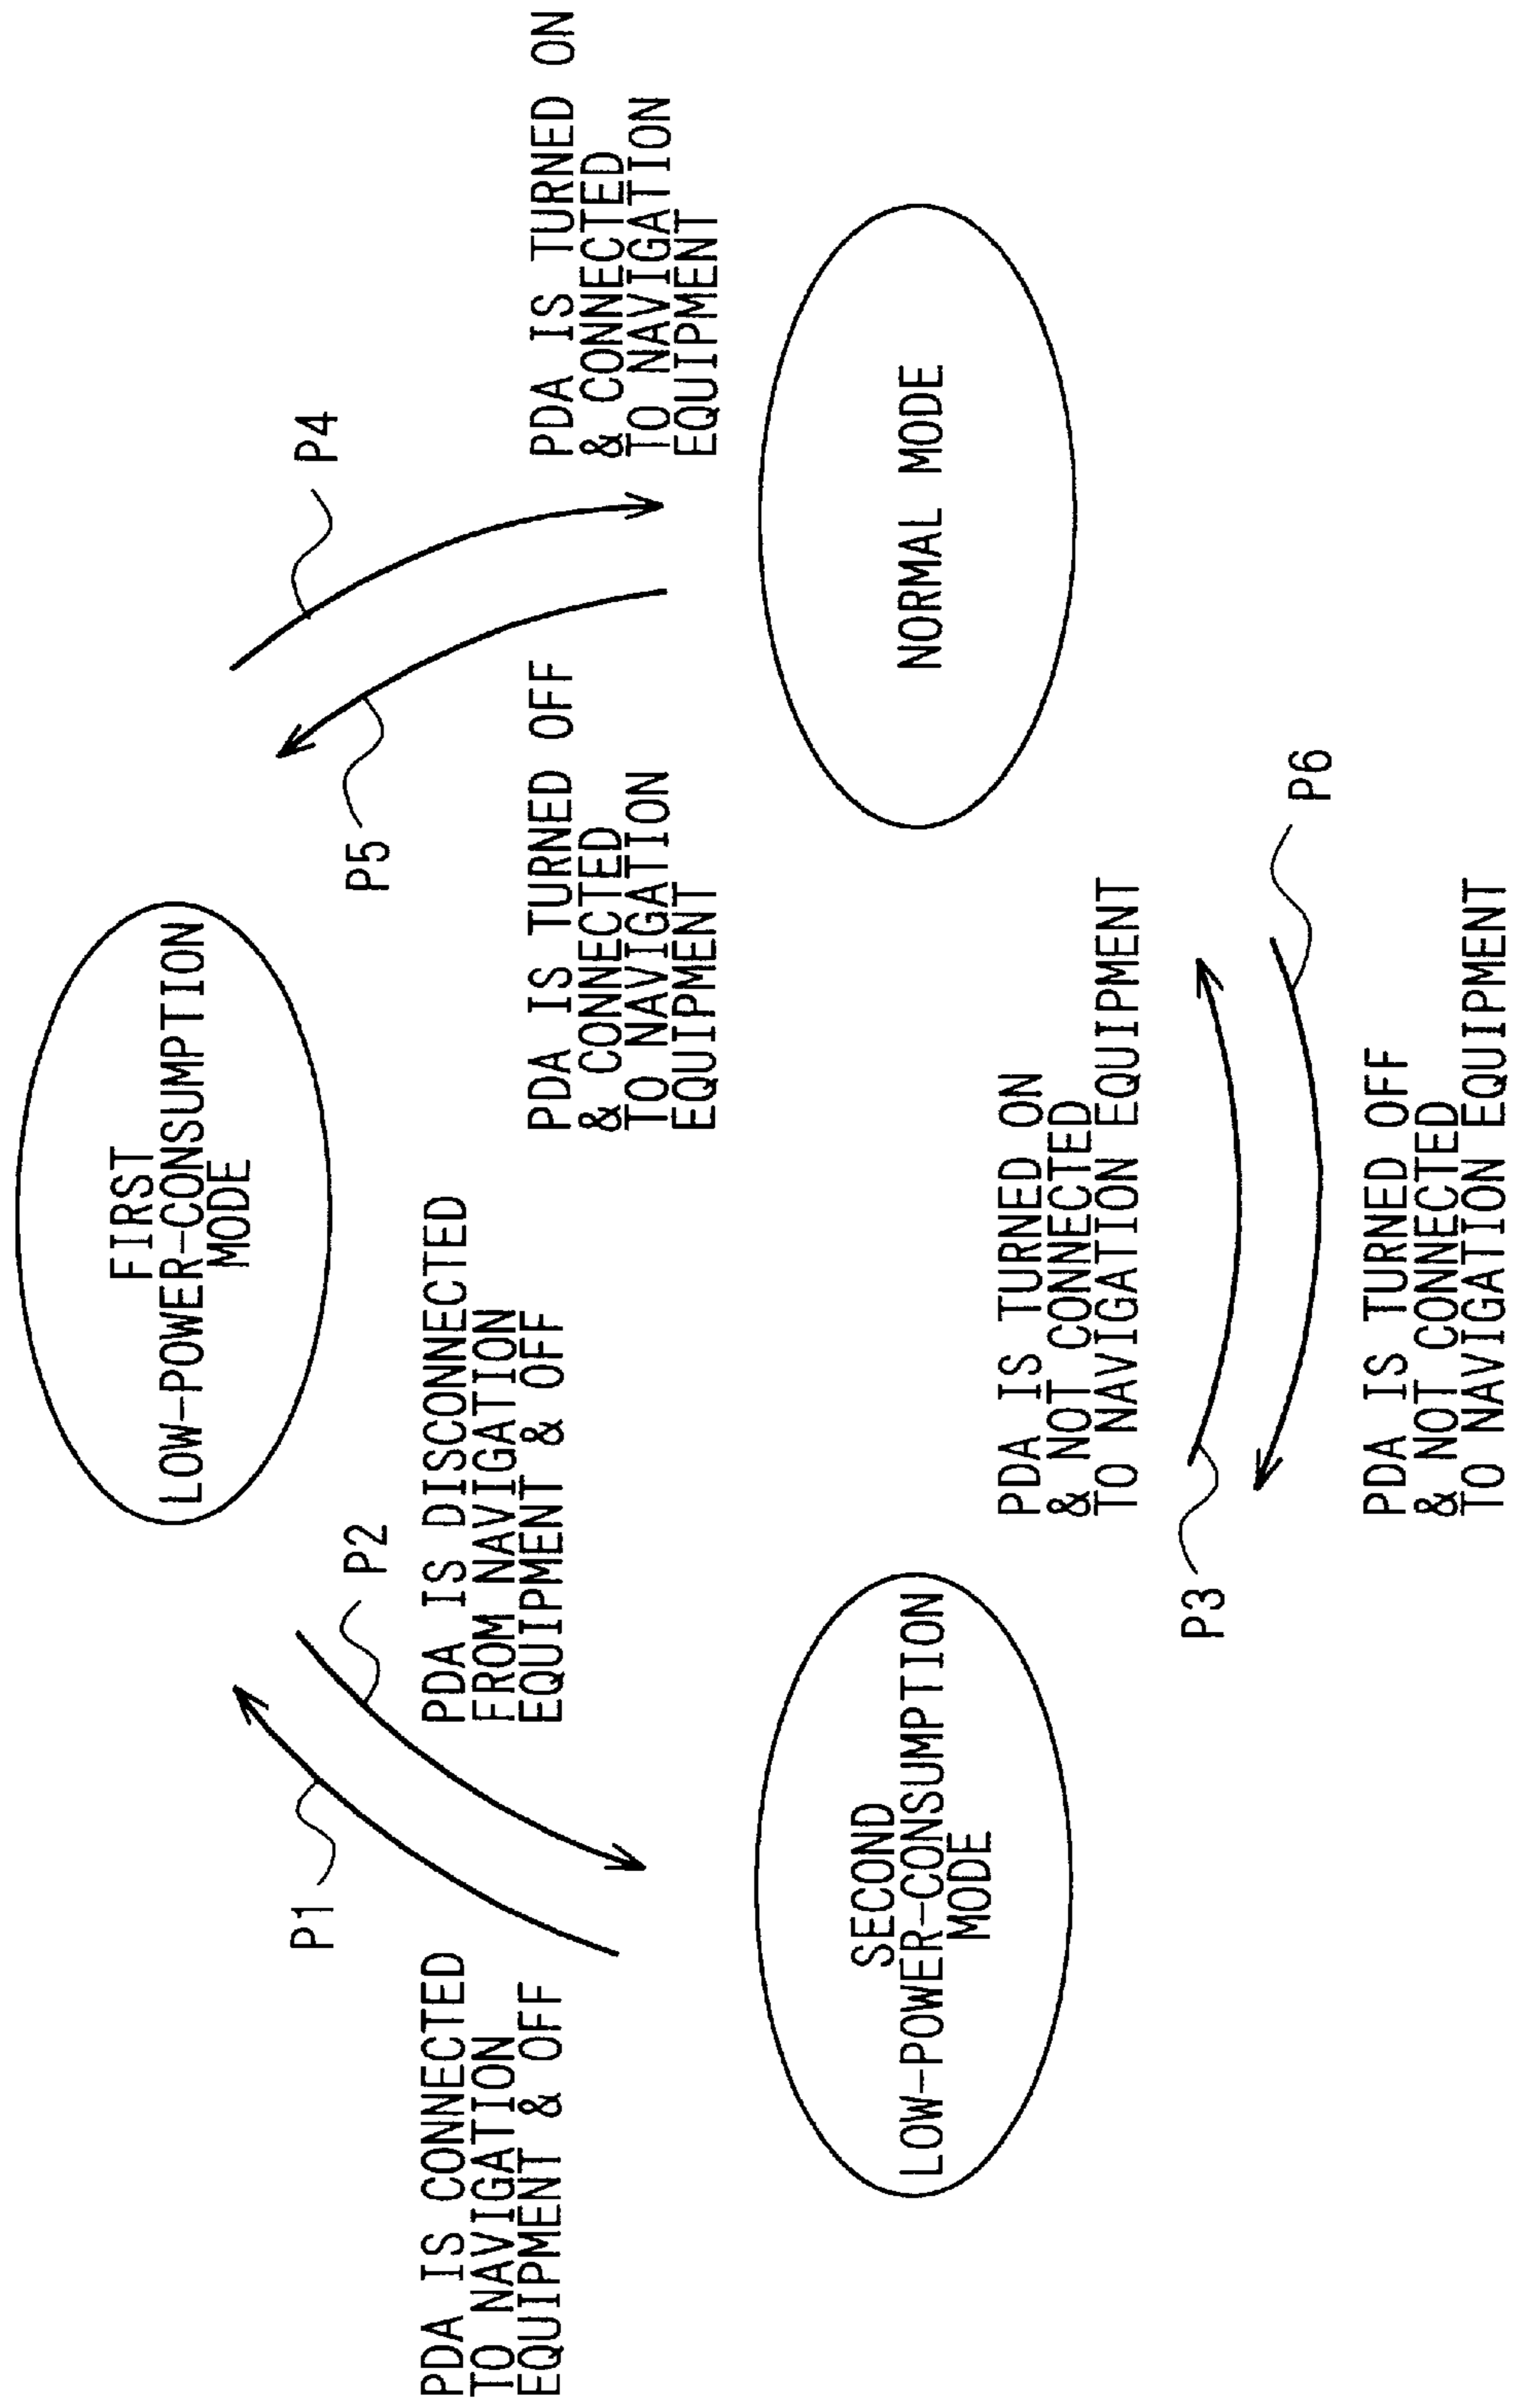 FIRST
LOW-POWER-CONSUMPTION
MODE
P1
P4
P2
P5
PDA IS CONNECTED
TO NAVIGATION
EQUIPMENT & OFF
PDA IS DISCONNECTED
FROM NAVIGATION
EQUIPMENT & OFF
PDA IS TURNED OFF
& CONNECTED
TO NAVIGATION
EQUIPMENT
PDA IS TURNED ON
& CONNECTED
TO NAVIGATION
EQUIPMENT
SECOND
LOW-POWER-CONSUMPTION
MODE
NORMAL MODE
PDA IS TURNED ON
& NOT CONNECTED
TO NAVIGATION EQUIPMENT
P3
P6
PDA IS TURNED OFF
& NOT CONNECTED
TO NAVIGATION EQUIPMENT